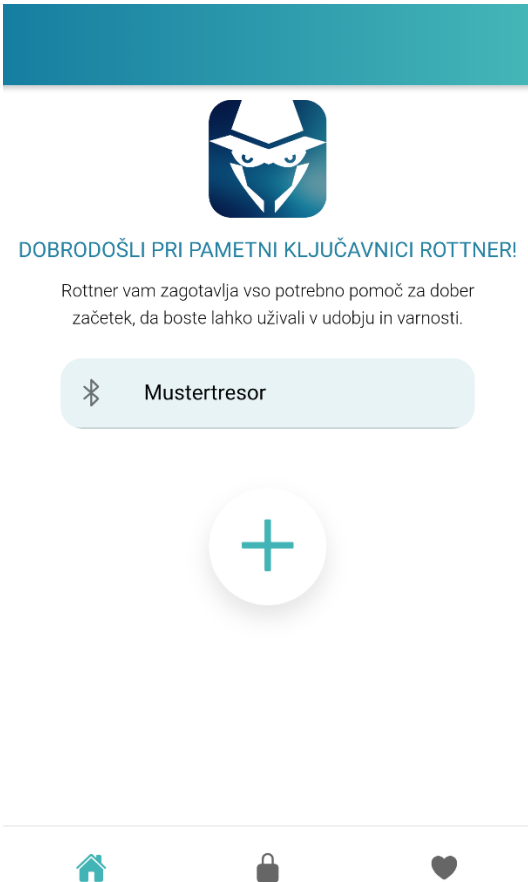 DOBRODOŠLI PRI PAMETNI KLJUČAVNICI ROTTNER!
Rottner vam zagotavlja vso potrebno pomoč za dober
začetek, da boste lahko uživali v udobju in varnosti.
Mustertresor